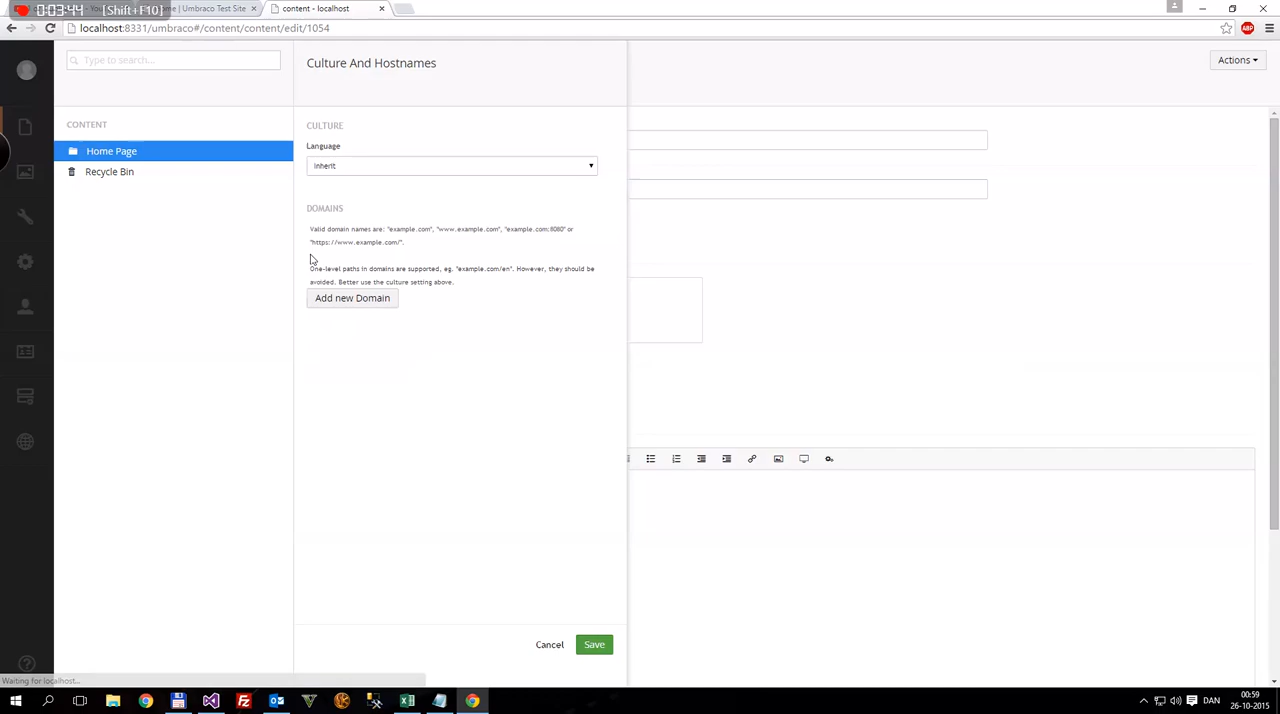 00:03:44 [Shift+F10]
Umbraco Test Site
content - localhost
localhost:8331/umbraco#/content/content/edit/1054
ABP
Type to search...
Culture And Hostnames
Actions
CONTENT
CULTURE
Home Page
Language
Inherit
Recycle Bin
DOMAINS
Valid domain names are: "example.com", "www.example.com", "example.com:8080" or
"https://www.example.com/".
One-level paths in domains are supported, eg. "example.com/en". However, they should be
avoided. Better use the culture setting above.
Add new Domain
Cancel
Save
Waiting for localhost...
DAN
00:59
26-10-2015